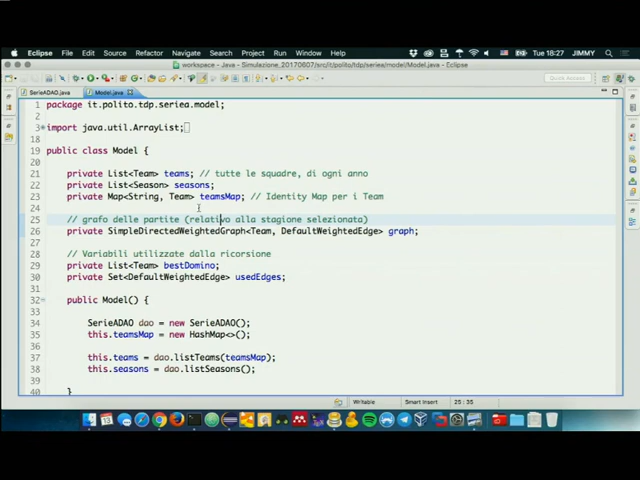 Eclipse File Edit Source Refactor Navigate Search Project Run Window Help Tue 18:27 JIMMY
workspace - Simulazione_20170607/src/it/polito/tdp/seriea/model/Model.java - Eclipse
Quick Access
SerieADAO.java Model.java
1 package it.polito.tdp.seriea.model;
2
3 import java.util.ArrayList;
18
19 public class Model {
20
21 private List<Team> teams; // tutte le squadre, di ogni anno
22 private List<Season> seasons;
23 private Map<String, Team> teamsMap; // Identity Map per i Team
24
25 // grafo delle partite (relativo alla stagione selezionata)
26 private SimpleDirectedWeightedGraph<Team, DefaultWeightedEdge> graph;
27
28 // Variabili utilizzate dalla ricorsione
29 private List<Team> bestDomino;
30 private Set<DefaultWeightedEdge> usedEdges;
31
32 public Model() {
33
34 SerieADAO dao = new SerieADAO();
35 this.teamsMap = new HashMap<>();
36
37 this.teams = dao.listTeams(teamsMap);
38 this.seasons = dao.listSeasons();
39
40 }
Writable Smart Insert 25 : 35